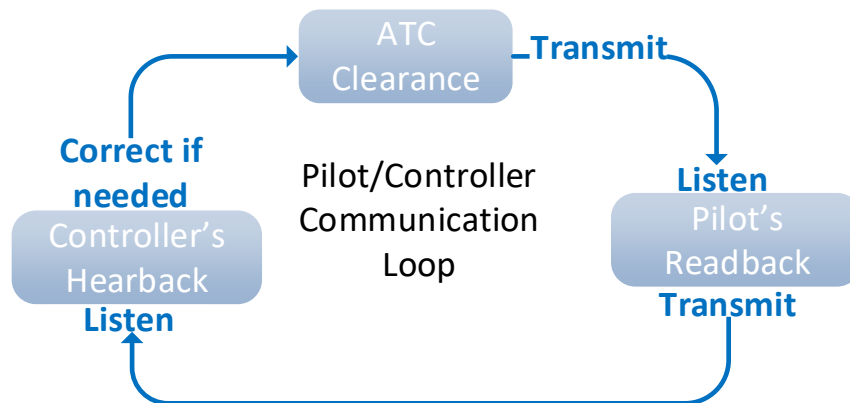 ATC
Clearance
Transmit
Correct if
needed
Pilot/Controller
Communication
Loop
Listen
Controller's
Hearback
Pilot's
Readback
Listen
Transmit